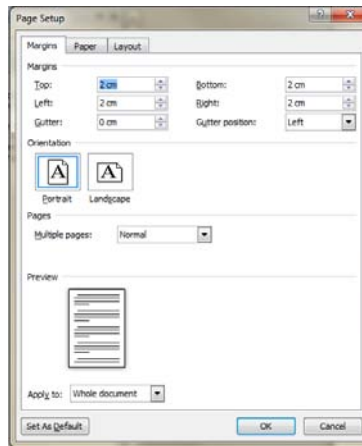 Page Setup
Margins Paper Layout
Margins
Top: 2 cm Bottom: 2 cm
Left: 2 cm Right: 2 cm
Gutter: 0 cm Gutter position: Left
Orientation
A A
Portrait Landscape
Pages
Multiple pages: Normal
Preview
Apply to: Whole document
Set As Default OK Cancel